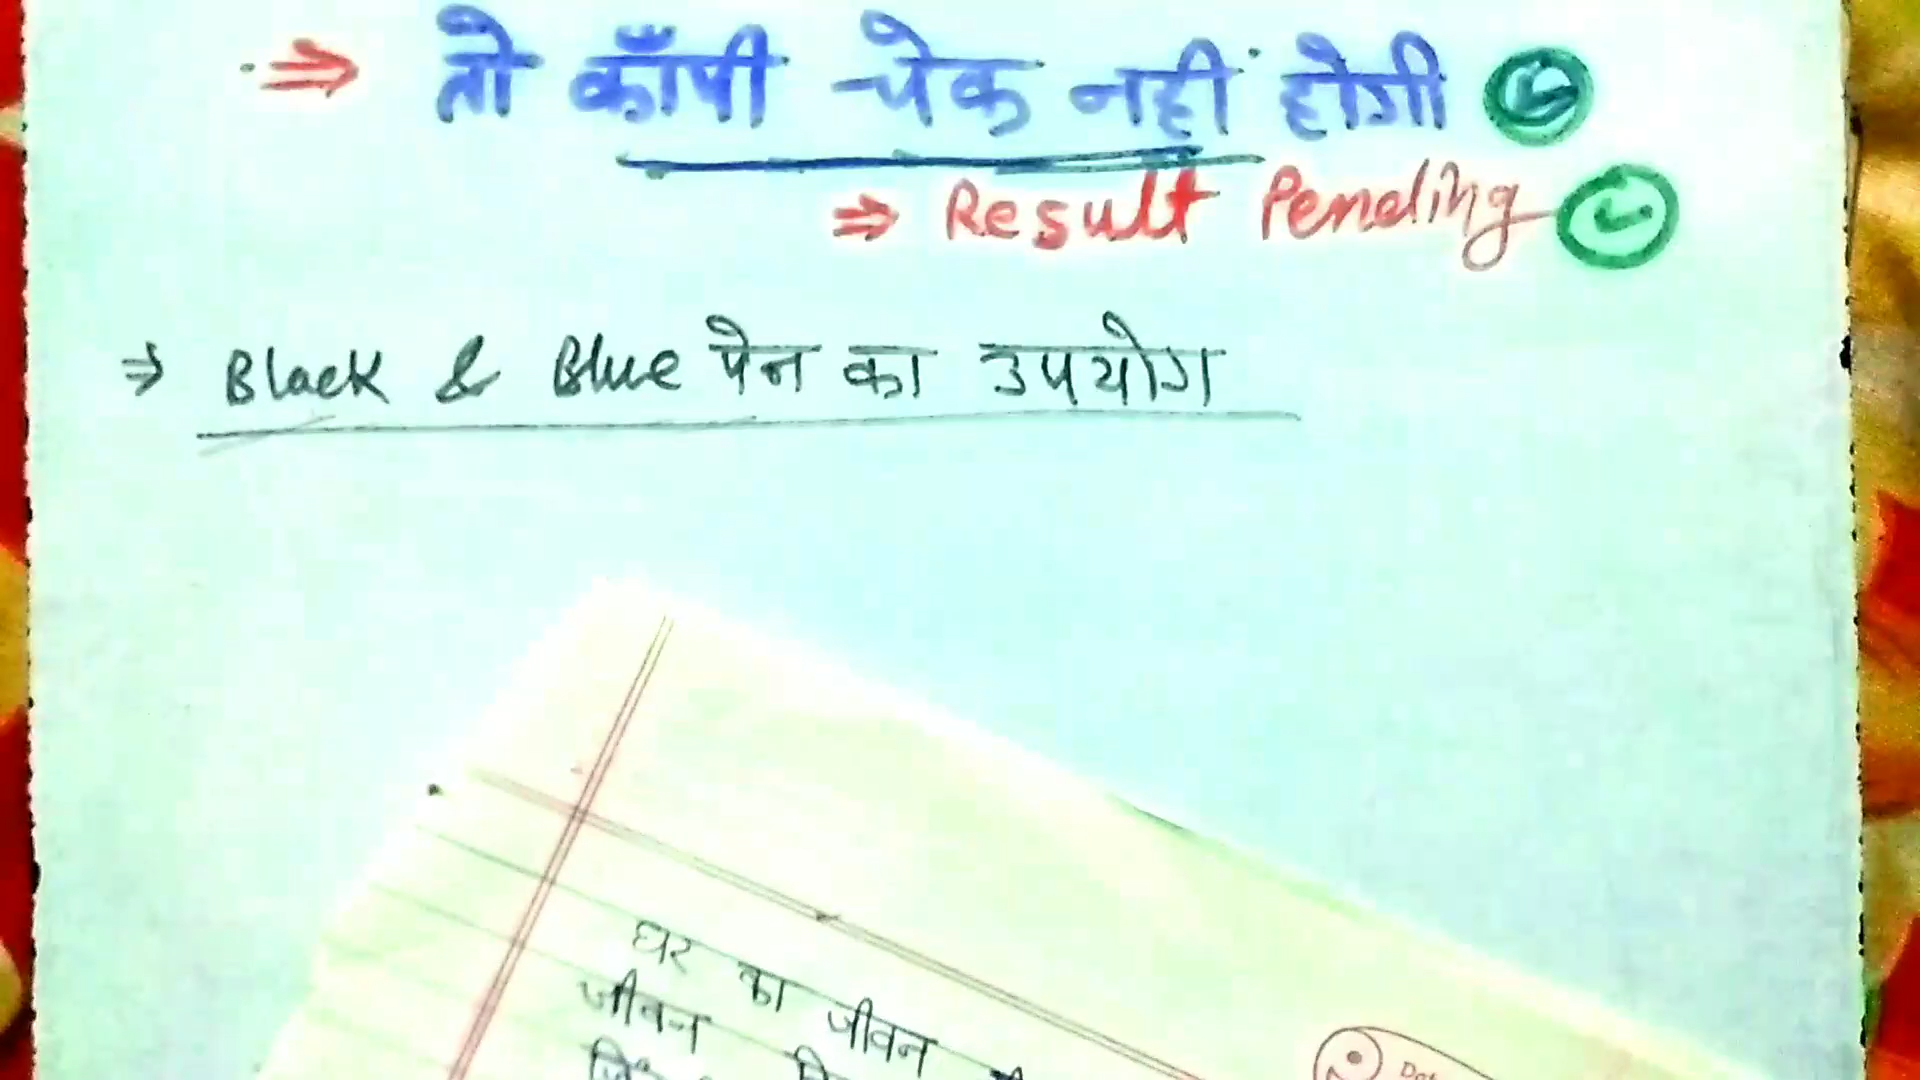 ⇒ तो कॉपी चेक नहीं होगी
⇒ Result Pending
⇒ Black & Blue पेन का उपयोग
घर का जीवन
जीवन